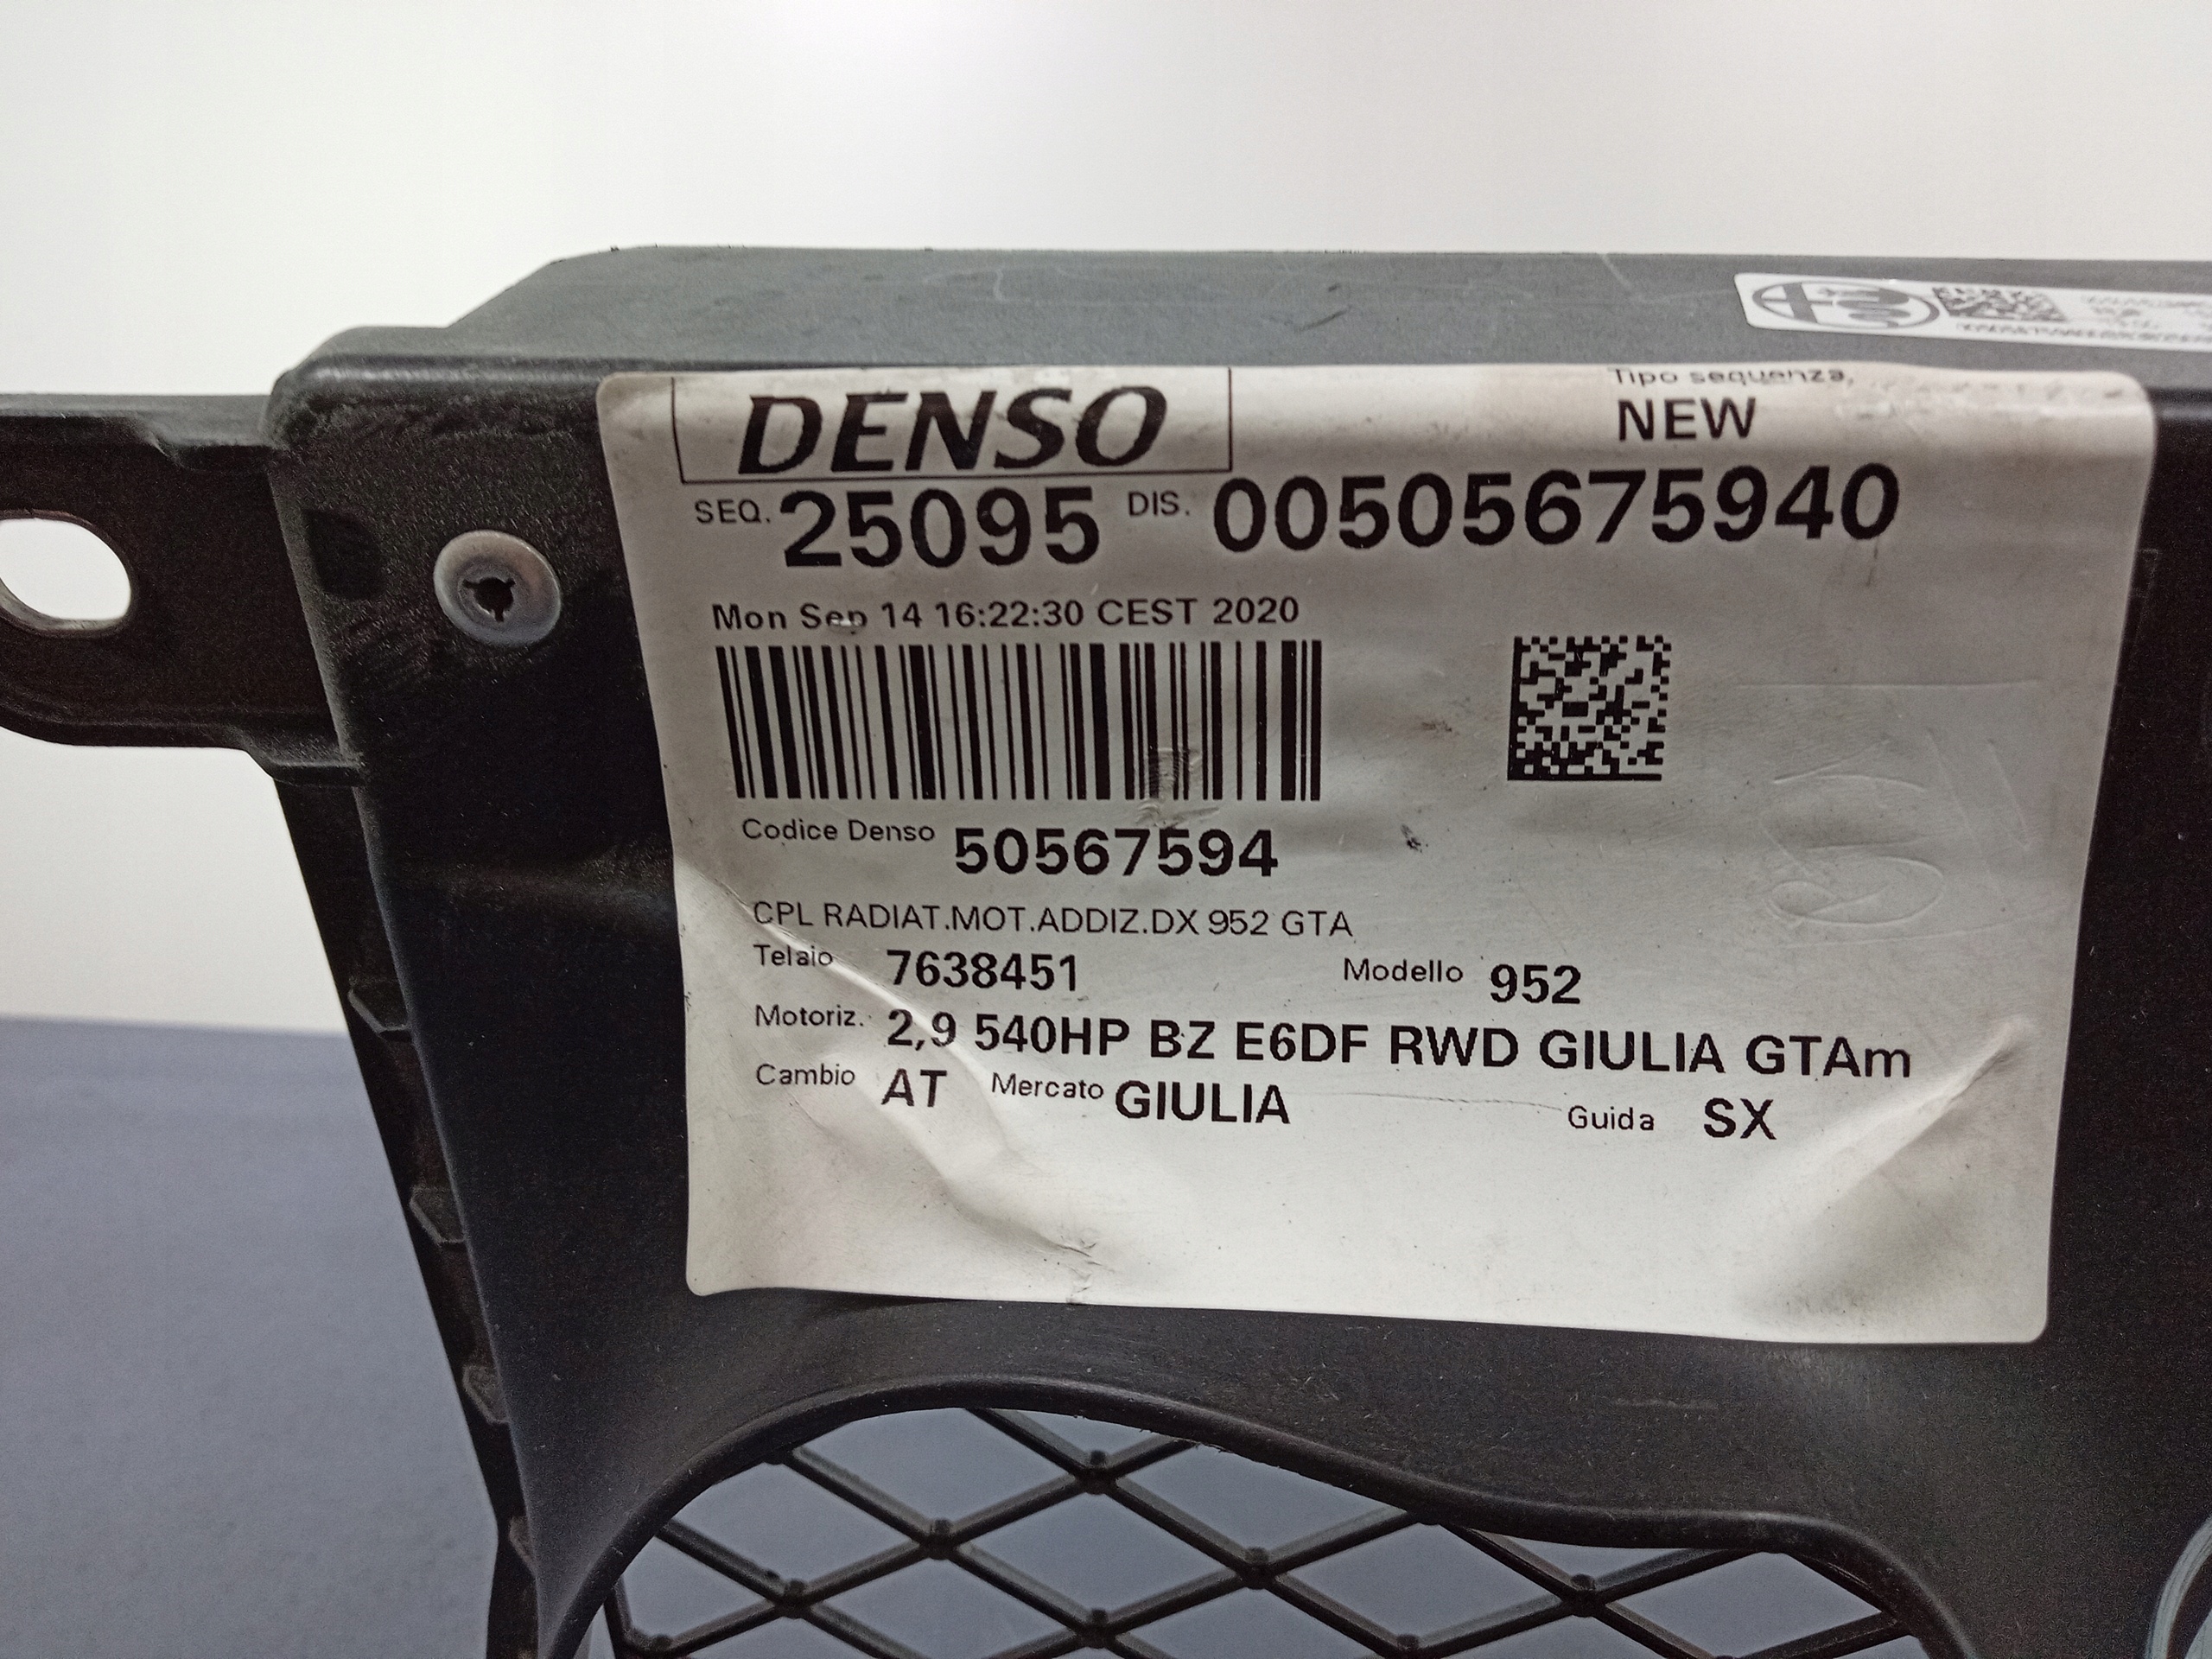 DENSO
Tipo sequenza,
NEW
SEQ. 25095 DIS. 00505675940
Mon Sep 14 16:22:30 CEST 2020
Codice Denso 50567594
CPL RADIAT.MOT.ADDIZ.DX 952 GTA
Telaio 7638451 Modello 952
Motoriz. 2,9 540HP BZ E6DF RWD GIULIA GTAm
Cambio AT Mercato GIULIA Guida SX